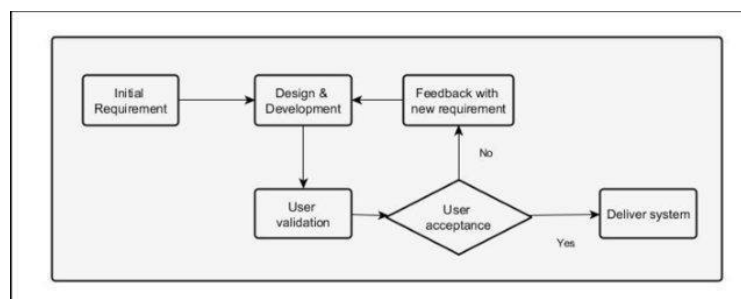 Initial
Requirement
Design &
Development
Feedback with
new requirement
No
User
validation
User
acceptance
Deliver system
Yes